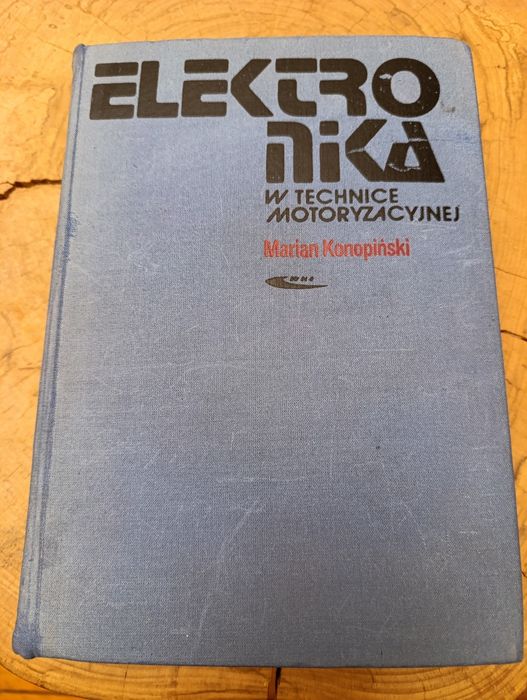 ELEKTRO
NIKA
W TECHNICE
MOTORYZACYJNEJ
Marian Konopiński